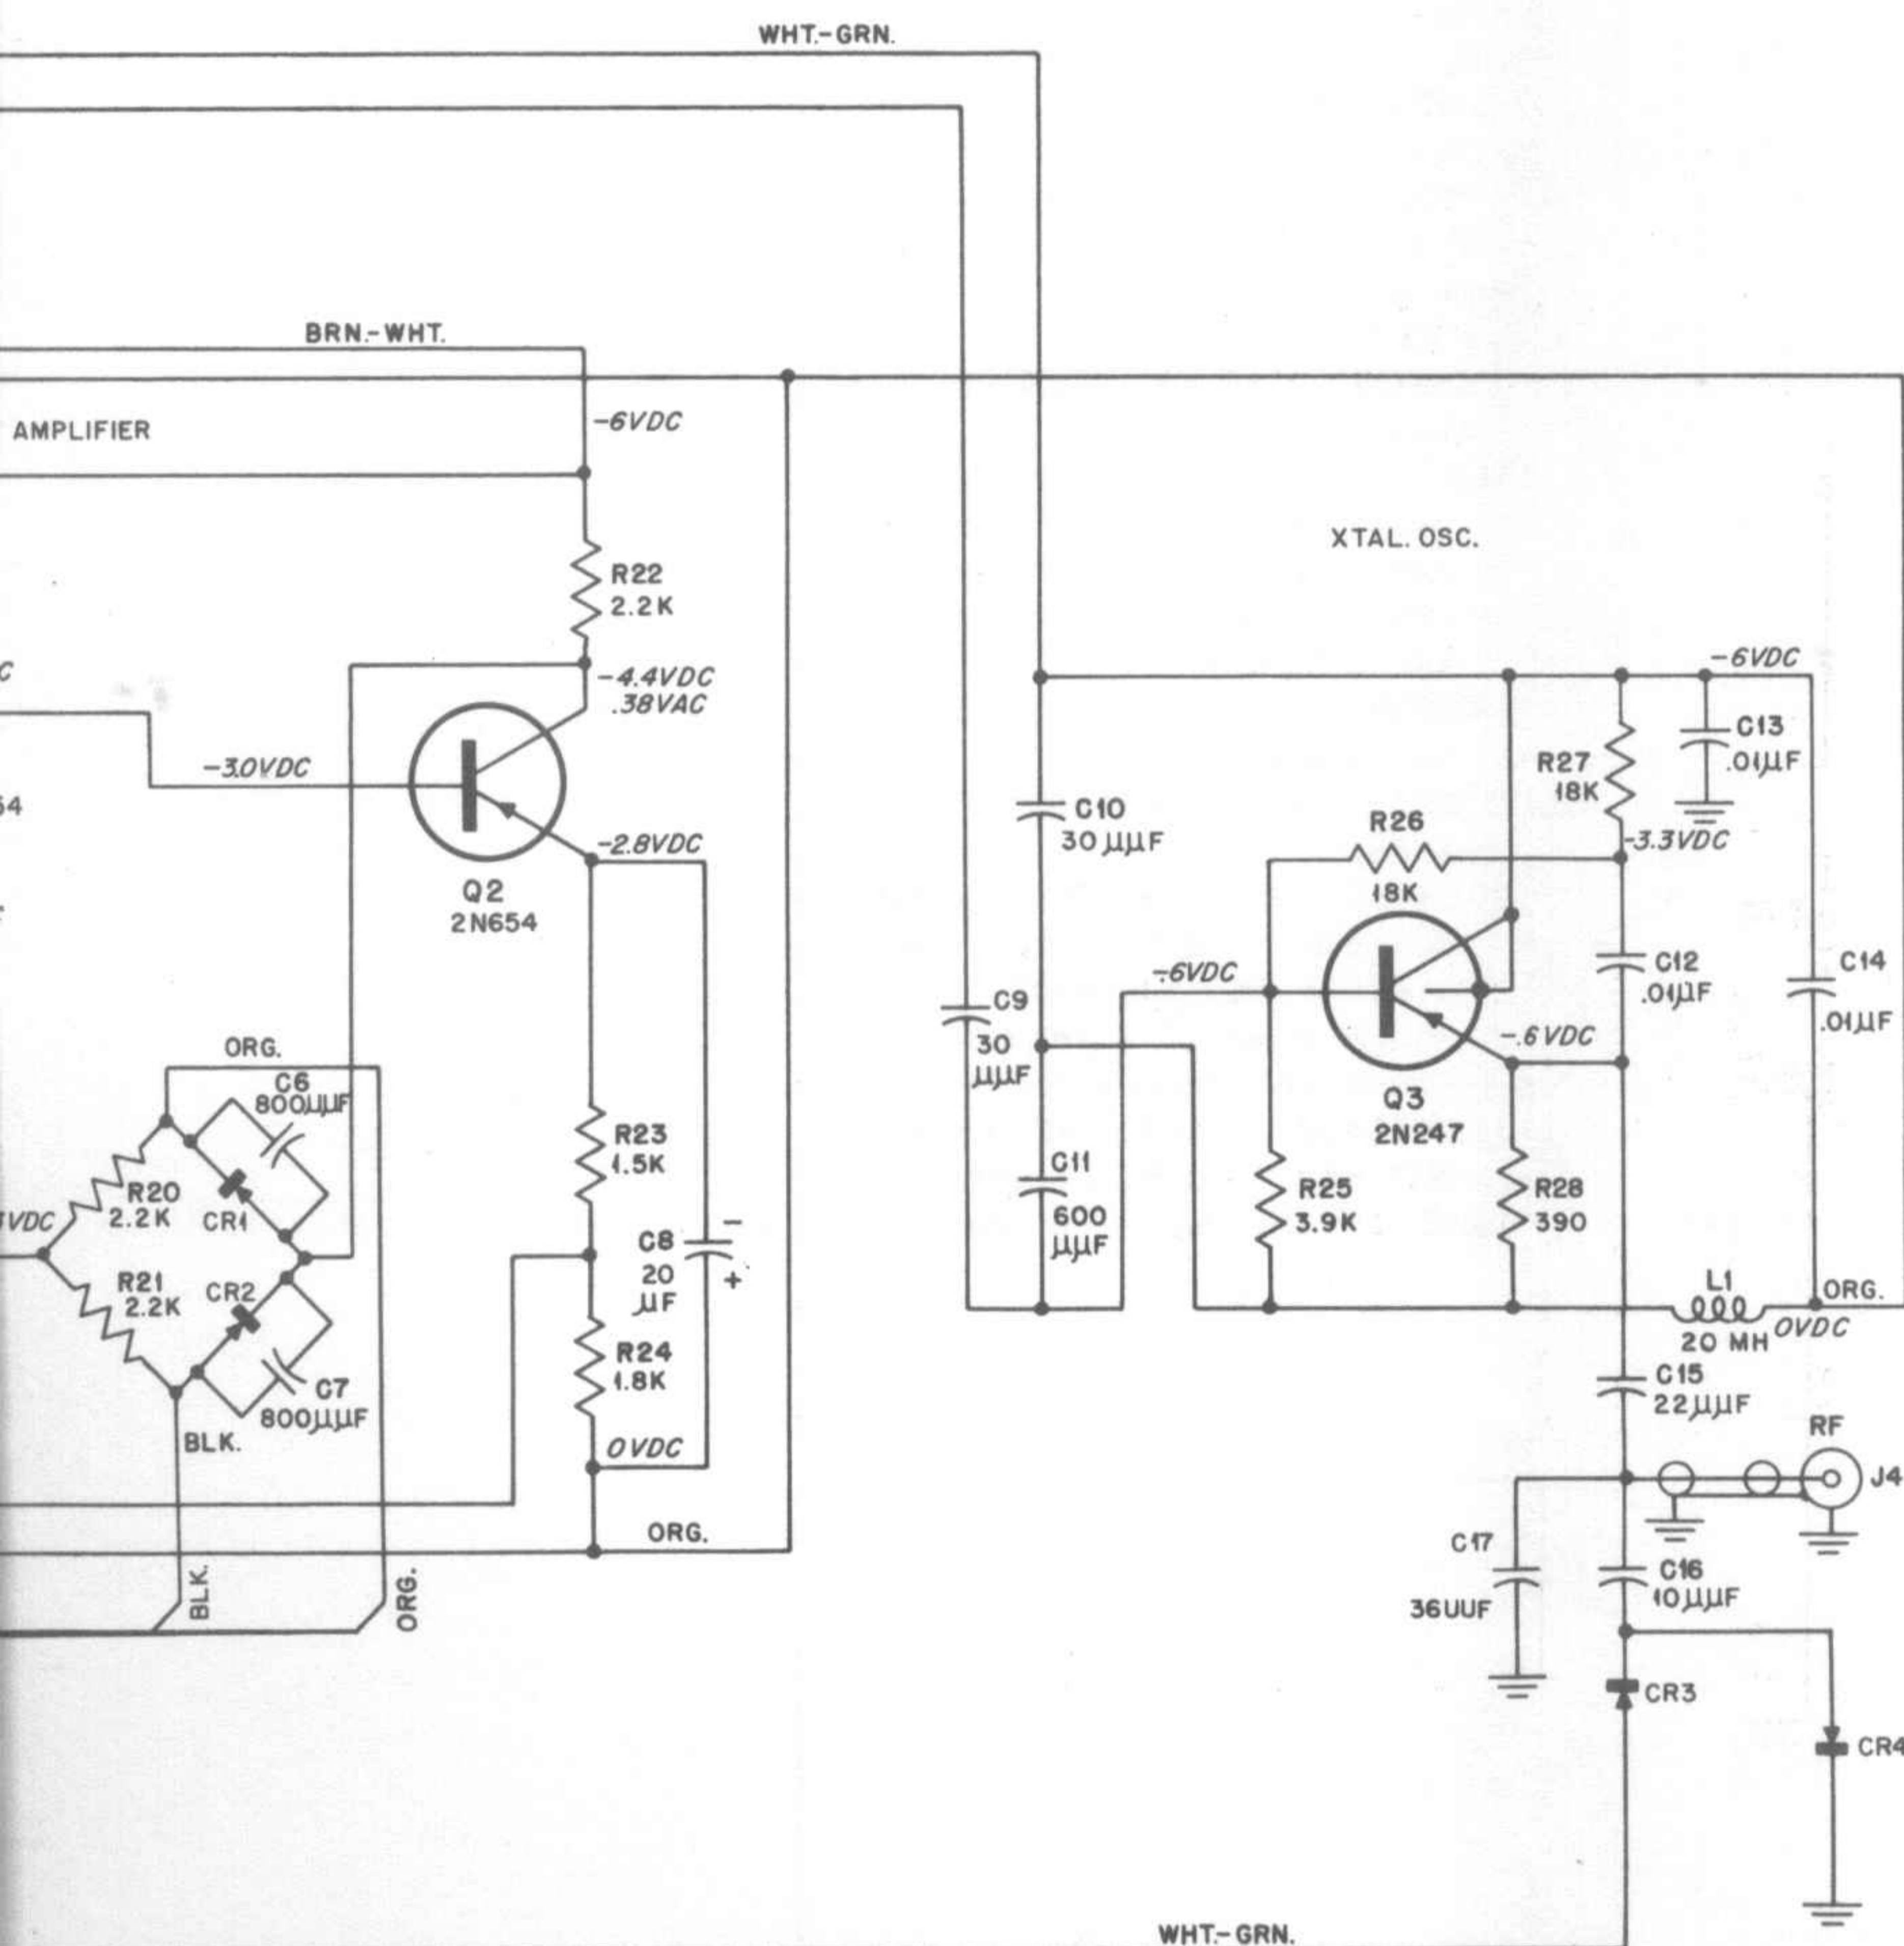 WHT.-GRN.
BRN.-WHT.
AMPLIFIER
-6VDC
XTAL. OSC.
R22
2.2K
C
-4.4VDC
.38VAC
-3.0VDC
-2.8VDC
Q2
2N654
54
-6VDC
C13
.01µF
R27
18K
-3.3VDC
C10
30µµF
R26
18K
-.6VDC
C12
.01µF
C14
.01µF
C9
30
µµF
-.6VDC
Q3
2N247
ORG.
C6
800µµF
R20
2.2K
CR1
VDC
R21
2.2K
CR2
C7
800µµF
BLK.
R23
1.5K
C8
20
µF
-
+
R24
1.8K
0VDC
ORG.
BLK.
ORG.
C11
600
µµF
R25
3.9K
R28
390
L1
20 MH
ORG.
0VDC
C15
22µµF
RF
J4
C17
36UUF
C16
10µµF
CR3
CR4
WHT.-GRN.